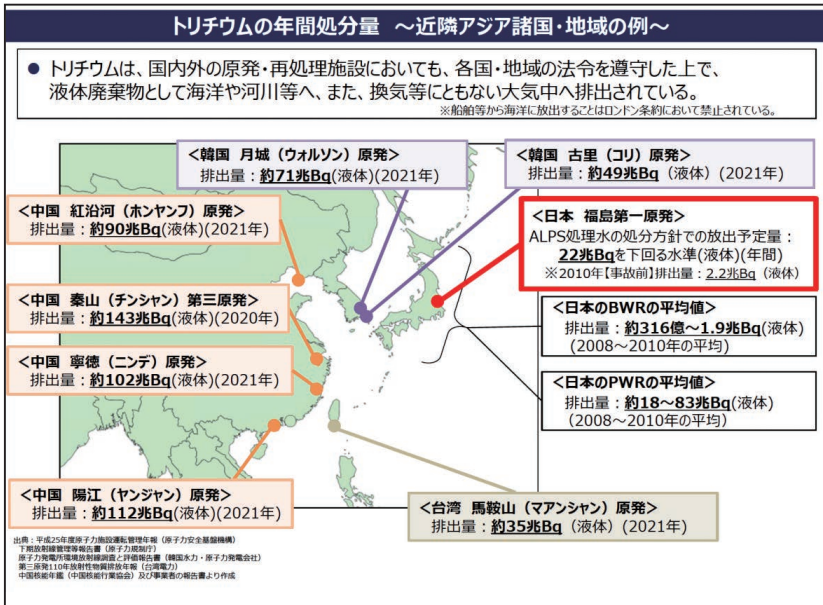 トリチウムの年間処分量 ～近隣アジア諸国・地域の例～
● トリチウムは、国内外の原発・再処理施設においても、各国・地域の法令を遵守した上で、
液体廃棄物として海洋や河川等へ、また、換気等にともない大気中へ排出されている。
※船舶等から海洋に放出することはロンドン条約において禁止されている。
＜韓国 月城（ウォルソン）原発＞
排出量：約71兆Bq(液体)(2021年)
＜韓国 古里（コリ）原発＞
排出量：約49兆Bq（液体）(2021年)
＜中国 紅沿河（ホンヤンフ）原発＞
排出量：約90兆Bq(液体)(2021年)
＜日本 福島第一原発＞
ALPS処理水の処分方針での放出予定量：
22兆Bqを下回る水準(液体)(年間)
※2010年【事故前】排出量：2.2兆Bq（液体）
＜中国 秦山（チンシャン）第三原発＞
排出量：約143兆Bq(液体)(2020年)
＜日本のBWRの平均値＞
排出量：約316億～1.9兆Bq(液体)
(2008～2010年の平均)
＜中国 寧徳（ニンデ）原発＞
排出量：約102兆Bq(液体)(2021年)
＜日本のPWRの平均値＞
排出量：約18～83兆Bq(液体)
(2008～2010年の平均)
＜中国 陽江（ヤンジャン）原発＞
排出量：約112兆Bq(液体)(2021年)
＜台湾 馬鞍山（マアンシャン）原発＞
排出量：約35兆Bq（液体）(2021年)
出典：平成25年度原子力施設運転管理年報（原子力安全基盤機構）
下期放射線管理等報告書（原子力規制庁）
原子力発電所環境放射線調査と評価報告書（韓国水力・原子力発電会社）
第三原発110年放射性物質排放年報（台湾電力）
中国核能年鑑（中国核能行業協会）及び事業者の報告書より作成